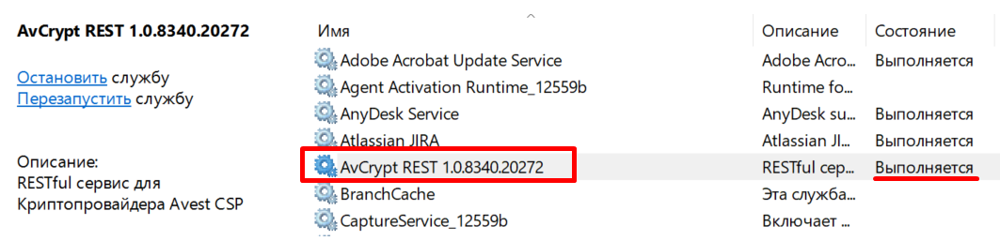 AvCrypt REST 1.0.8340.20272
Остановить службу
Перезапустить службу
Описание:
RESTful сервис для
Криптопровайдера Avest CSP
Имя Описание Состояние
Adobe Acrobat Update Service Adobe Acro... Выполняется
Agent Activation Runtime_12559b Runtime fo...
AnyDesk Service AnyDesk su... Выполняется
Atlassian JIRA Atlassian JI... Выполняется
AvCrypt REST 1.0.8340.20272 RESTful сер... Выполняется
BranchCache Эта служба...
CaptureService_12559b Включает ...